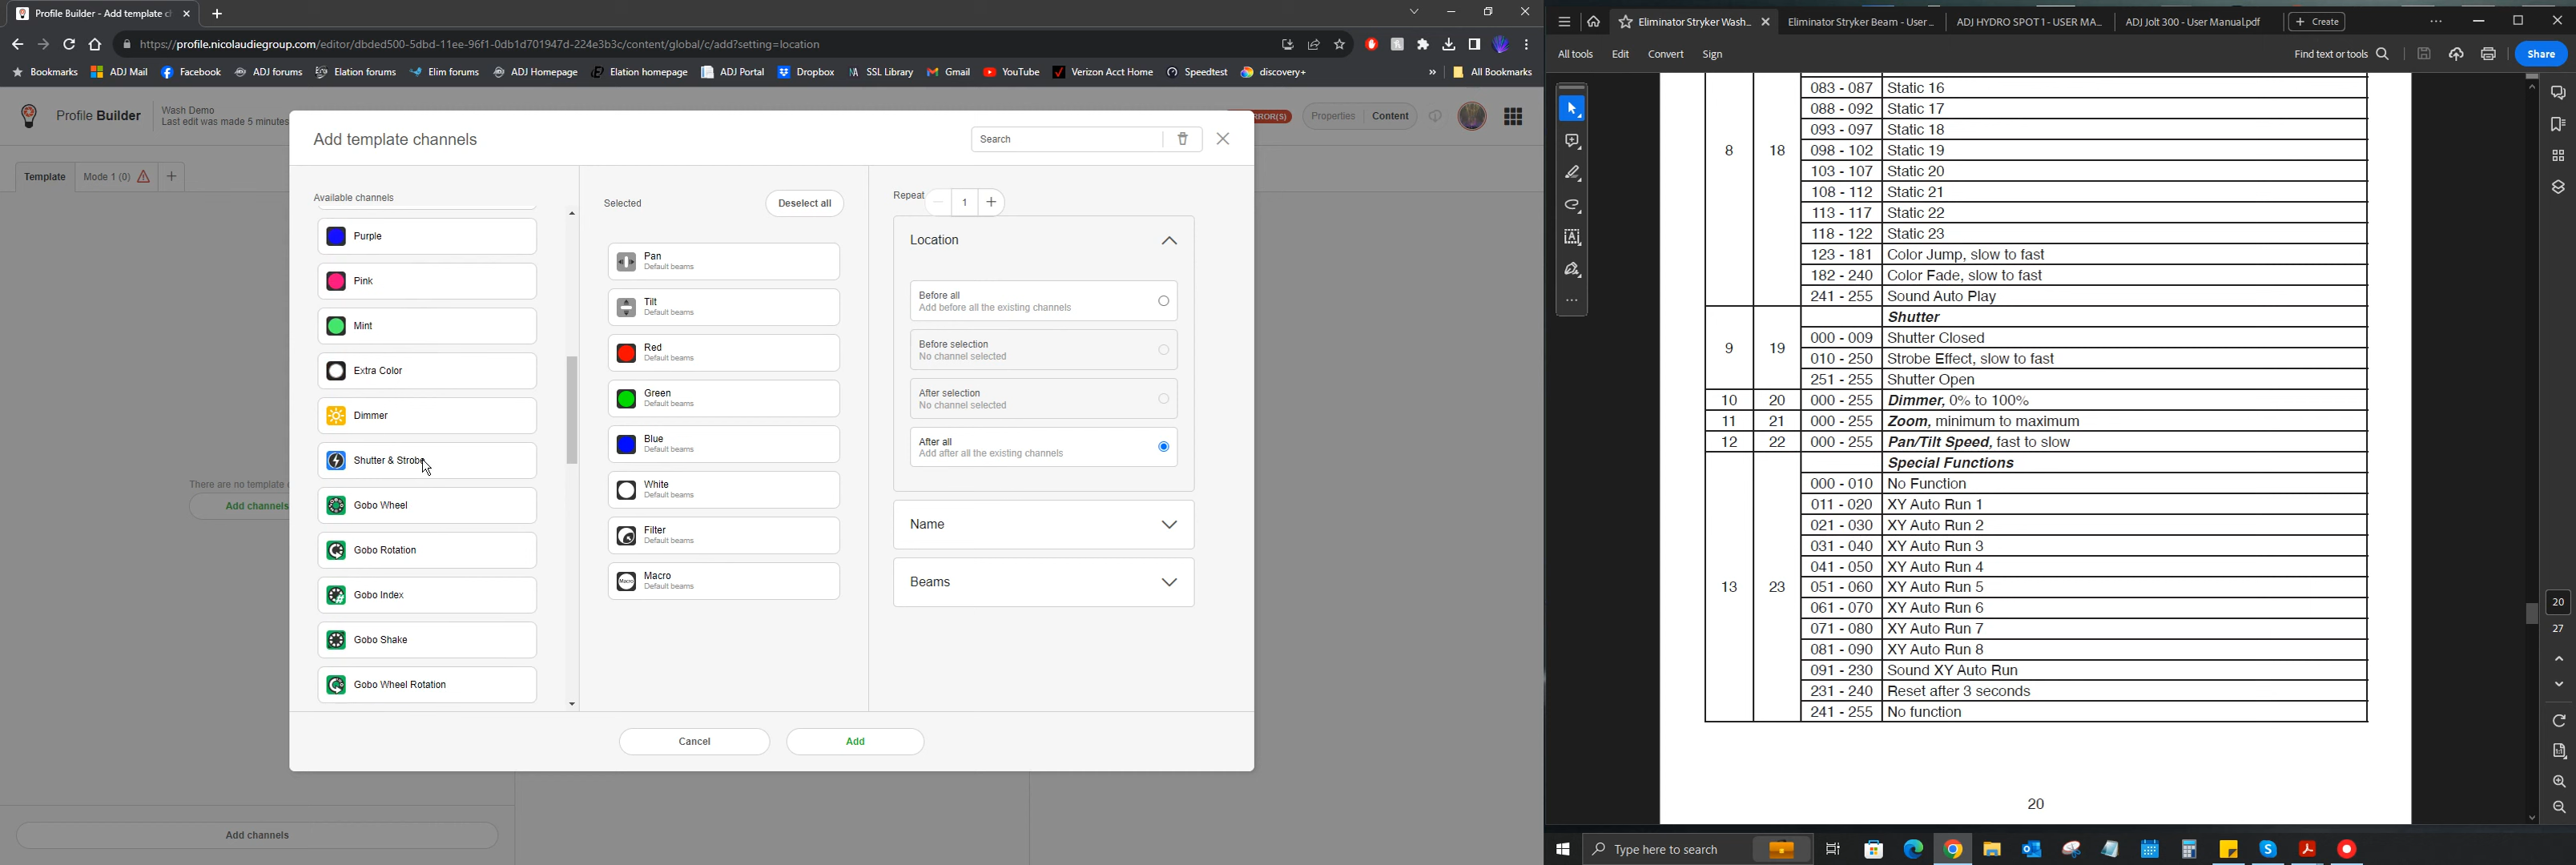 Profile Builder - Add template c
https://profile.nicolaudiegroup.com/editor/dbded500-5dbd-11ee-96f1-0db1d701947d-224e3b3c/content/global/c/add?setting=location
Bookmarks ADJ Mail Facebook ADJ forums Elation forums Elim forums ADJ Homepage Elation homepage ADJ Portal Dropbox SSL Library Gmail YouTube Verizon Acct Home Speedtest discovery+ » All Bookmarks
Profile Builder
Wash Demo
Last edit was made 5 minutes
RROR(S)
Properties Content
Template Mode 1 (0) +
There are no template
Add channels
Add channels
Add template channels
Search
Available channels
Purple
Pink
Mint
Extra Color
Dimmer
Shutter & Strobe
Gobo Wheel
Gobo Rotation
Gobo Index
Gobo Shake
Gobo Wheel Rotation
Selected
Deselect all
Pan
Default beams
Tilt
Default beams
Red
Default beams
Green
Default beams
Blue
Default beams
White
Default beams
Filter
Default beams
Macro
Default beams
Repeat 1 +
Location
Before all
Add before all the existing channels
Before selection
No channel selected
After selection
No channel selected
After all
Add after all the existing channels
Name
Beams
Cancel
Add
Eliminator Stryker Wash... Eliminator Stryker Beam - User ... ADJ HYDRO SPOT 1 - USER MA... ADJ Jolt 300 - User Manual.pdf + Create
All tools Edit Convert Sign
Find text or tools
Share
8 18
083 - 087 Static 16
088 - 092 Static 17
093 - 097 Static 18
098 - 102 Static 19
103 - 107 Static 20
108 - 112 Static 21
113 - 117 Static 22
118 - 122 Static 23
123 - 181 Color Jump, slow to fast
182 - 240 Color Fade, slow to fast
241 - 255 Sound Auto Play
9 19
Shutter
000 - 009 Shutter Closed
010 - 250 Strobe Effect, slow to fast
251 - 255 Shutter Open
10 20 000 - 255 Dimmer, 0% to 100%
11 21 000 - 255 Zoom, minimum to maximum
12 22 000 - 255 Pan/Tilt Speed, fast to slow
13 23
Special Functions
000 - 010 No Function
011 - 020 XY Auto Run 1
021 - 030 XY Auto Run 2
031 - 040 XY Auto Run 3
041 - 050 XY Auto Run 4
051 - 060 XY Auto Run 5
061 - 070 XY Auto Run 6
071 - 080 XY Auto Run 7
081 - 090 XY Auto Run 8
091 - 230 Sound XY Auto Run
231 - 240 Reset after 3 seconds
241 - 255 No function
20
20
27
Type here to search